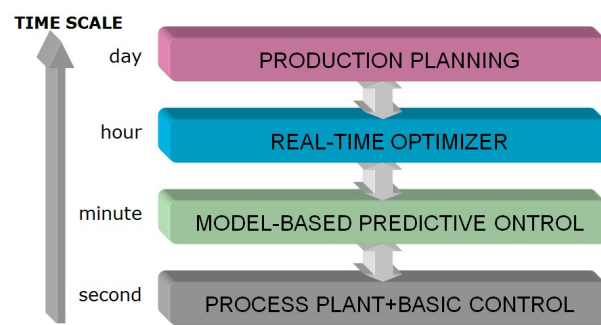 TIME SCALE
day
PRODUCTION PLANNING
hour
REAL-TIME OPTIMIZER
minute
MODEL-BASED PREDICTIVE ONTROL
second
PROCESS PLANT+BASIC CONTROL